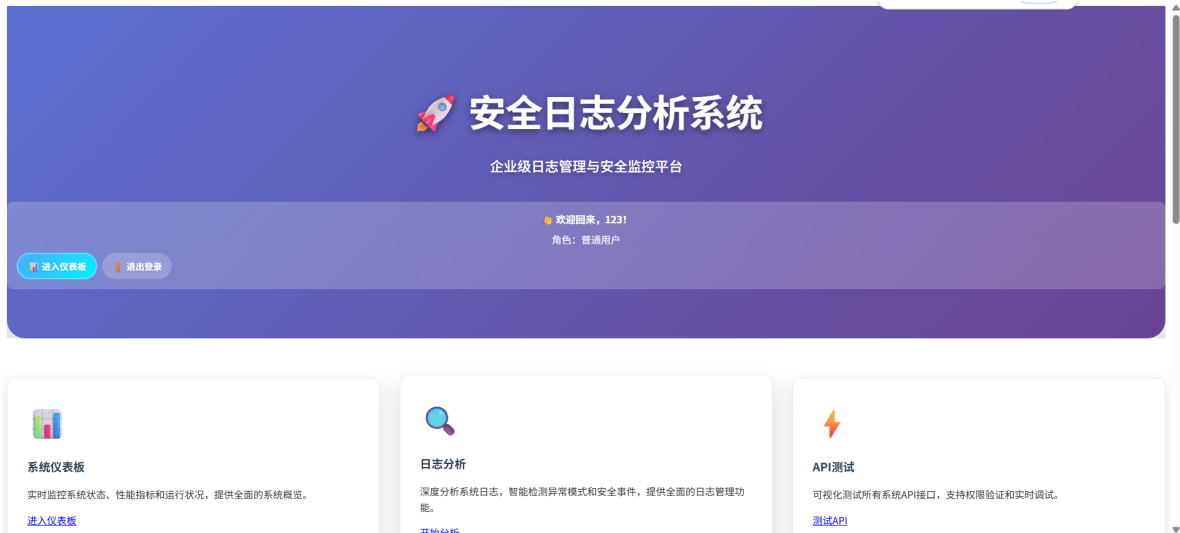 安全日志分析系统
企业级日志管理与安全监控平台
欢迎回来，123！
角色：普通用户
进入仪表板
退出登录
系统仪表板
实时监控系统状态、性能指标和运行状况，提供全面的系统概览。
进入仪表板
日志分析
深度分析系统日志，智能检测异常模式和安全事件，提供全面的日志管理功
能。
开始分析
API测试
可视化测试所有系统API接口，支持权限验证和实时调试。
测试API